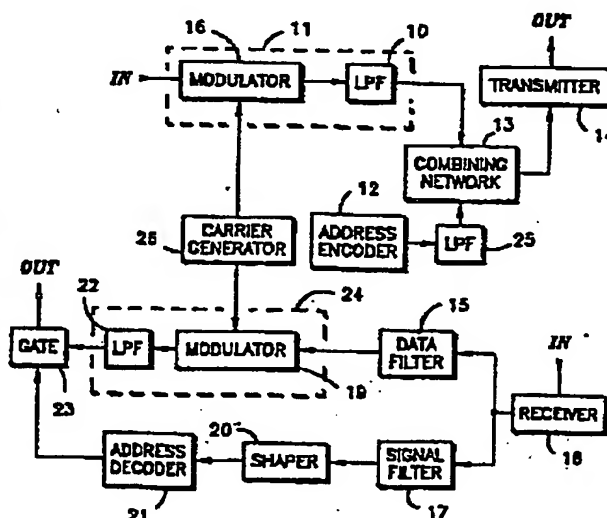 OUT
16
11
10
IN
MODULATOR
LPF
TRANSMITTER
14
13
COMBINING
NETWORK
12
ADDRESS
ENCODER
LPF
25
CARRIER
GENERATOR
26
OUT
22
24
15
GATE
23
LPF
MODULATOR
19
DATA
FILTER
IN
RECEIVER
18
20
ADDRESS
DECODER
21
SHAPER
SIGNAL
FILTER
17